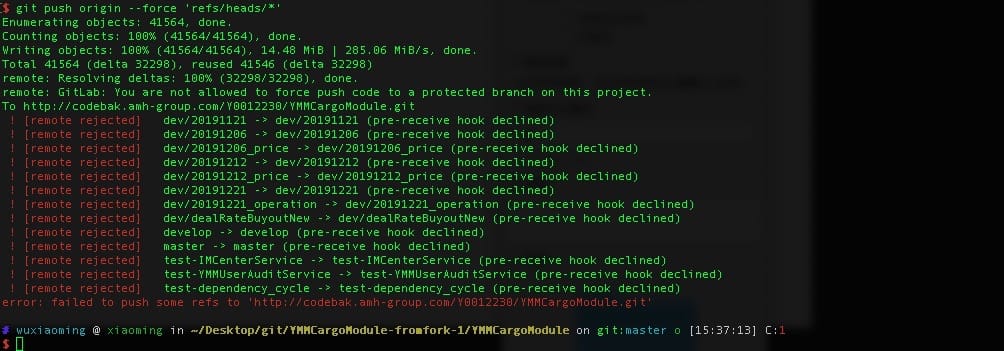 $ git push origin --force 'refs/heads/*'
Enumerating objects: 41564, done.
Counting objects: 100% (41564/41564), done.
Writing objects: 100% (41564/41564), 14.48 MiB | 285.06 MiB/s, done.
Total 41564 (delta 32298), reused 41546 (delta 32298)
remote: Resolving deltas: 100% (32298/32298), done.
remote: GitLab: You are not allowed to force push code to a protected branch on this project.
To http://codebak.amh-group.com/Y0012230/YMMCargoModule.git
! [remote rejected] dev/20191121 -> dev/20191121 (pre-receive hook declined)
! [remote rejected] dev/20191206 -> dev/20191206 (pre-receive hook declined)
! [remote rejected] dev/20191206_price -> dev/20191206_price (pre-receive hook declined)
! [remote rejected] dev/20191212 -> dev/20191212 (pre-receive hook declined)
! [remote rejected] dev/20191212_price -> dev/20191212_price (pre-receive hook declined)
! [remote rejected] dev/20191221 -> dev/20191221 (pre-receive hook declined)
! [remote rejected] dev/20191221_operation -> dev/20191221_operation (pre-receive hook declined)
! [remote rejected] dev/dealRateBuyoutNew -> dev/dealRateBuyoutNew (pre-receive hook declined)
! [remote rejected] develop -> develop (pre-receive hook declined)
! [remote rejected] master -> master (pre-receive hook declined)
! [remote rejected] test-IMCenterService -> test-IMCenterService (pre-receive hook declined)
! [remote rejected] test-YMMUserAuditService -> test-YMMUserAuditService (pre-receive hook declined)
! [remote rejected] test-dependency_cycle -> test-dependency_cycle (pre-receive hook declined)
error: failed to push some refs to 'http://codebak.amh-group.com/Y0012230/YMMCargoModule.git'
# wuxiaoming @ xiaoming in ~/Desktop/git/YMMCargoModule-fromfork-1/YMMCargoModule on git:master o [15:37:13] C:1
$